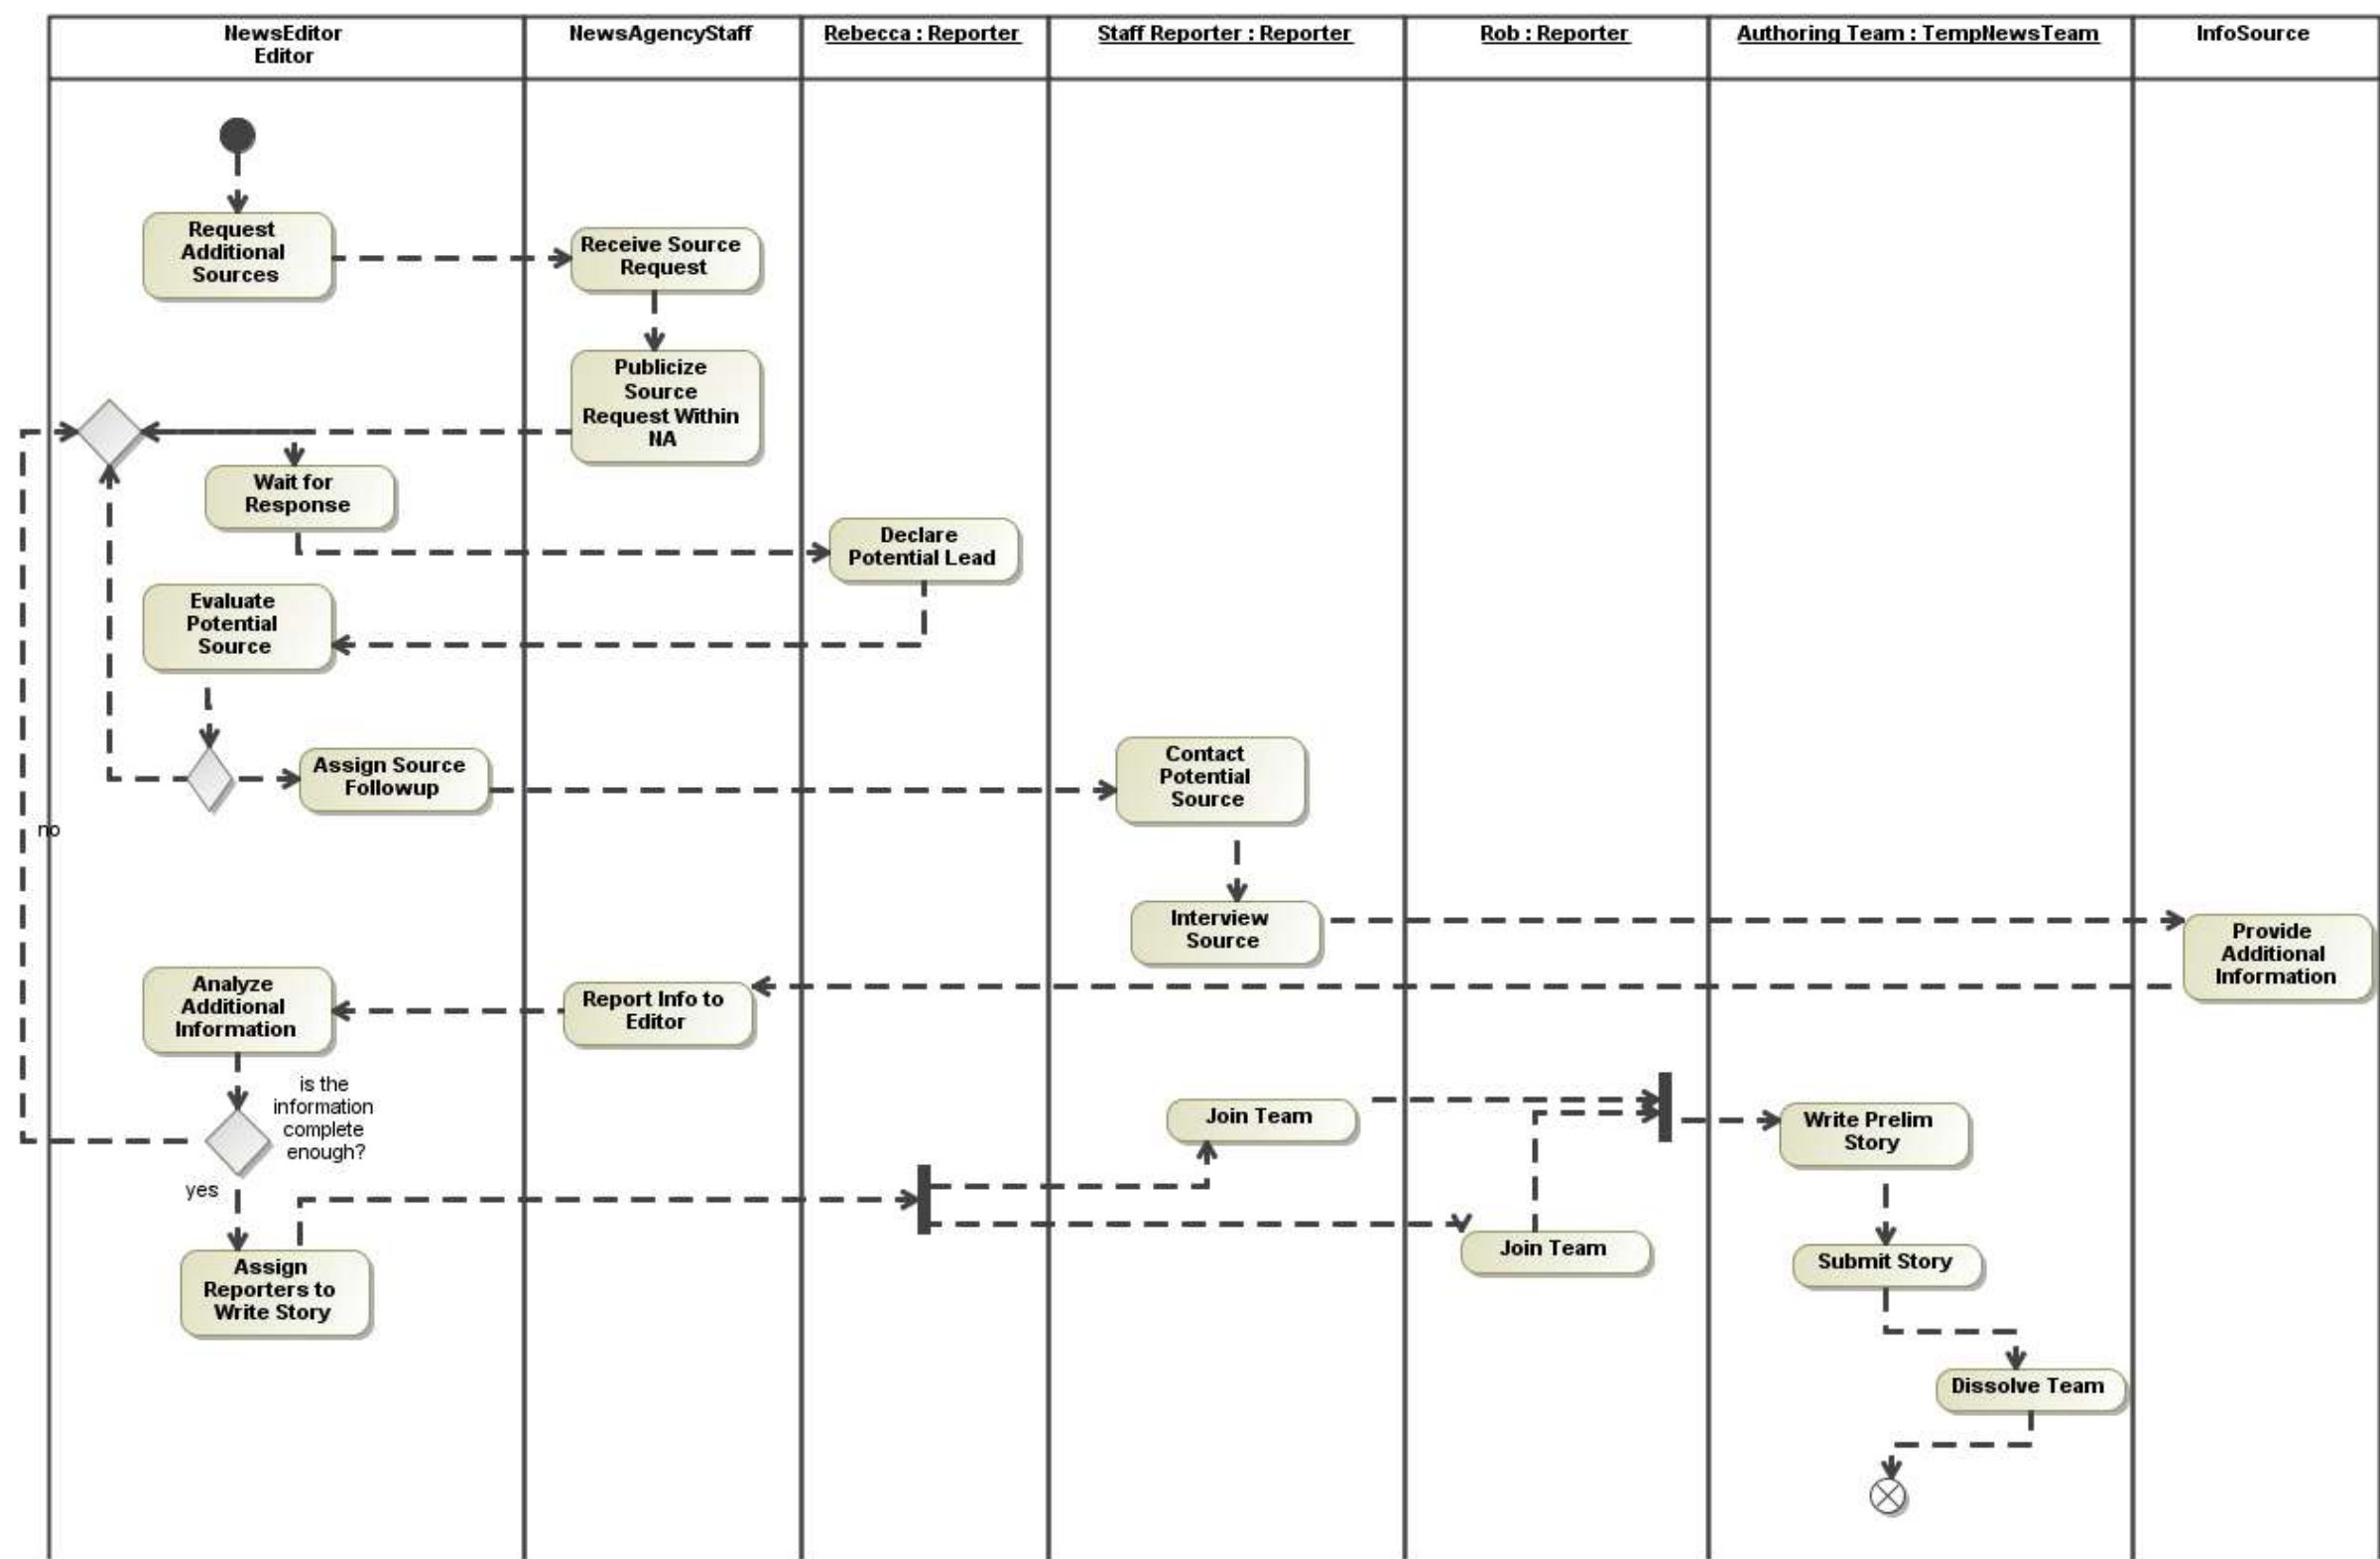 NewsEditor
Editor
NewsAgencyStaff
Rebecca : Reporter
Staff Reporter : Reporter
Rob : Reporter
Authoring Team : TempNewsTeam
InfoSource
Request
Additional
Sources
Receive Source
Request
Publicize
Source
Request Within
NA
Wait for
Response
Declare
Potential Lead
Evaluate
Potential
Source
Assign Source
Followup
Contact
Potential
Source
no
Interview
Source
Provide
Additional
Information
Analyze
Additional
Information
Report Info to
Editor
is the
information
complete
enough?
Join Team
Write Prelim
Story
yes
Join Team
Submit Story
Assign
Reporters to
Write Story
Dissolve Team